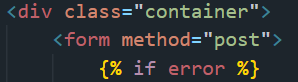 <div class="container">
<form method="post">
{% if error %}